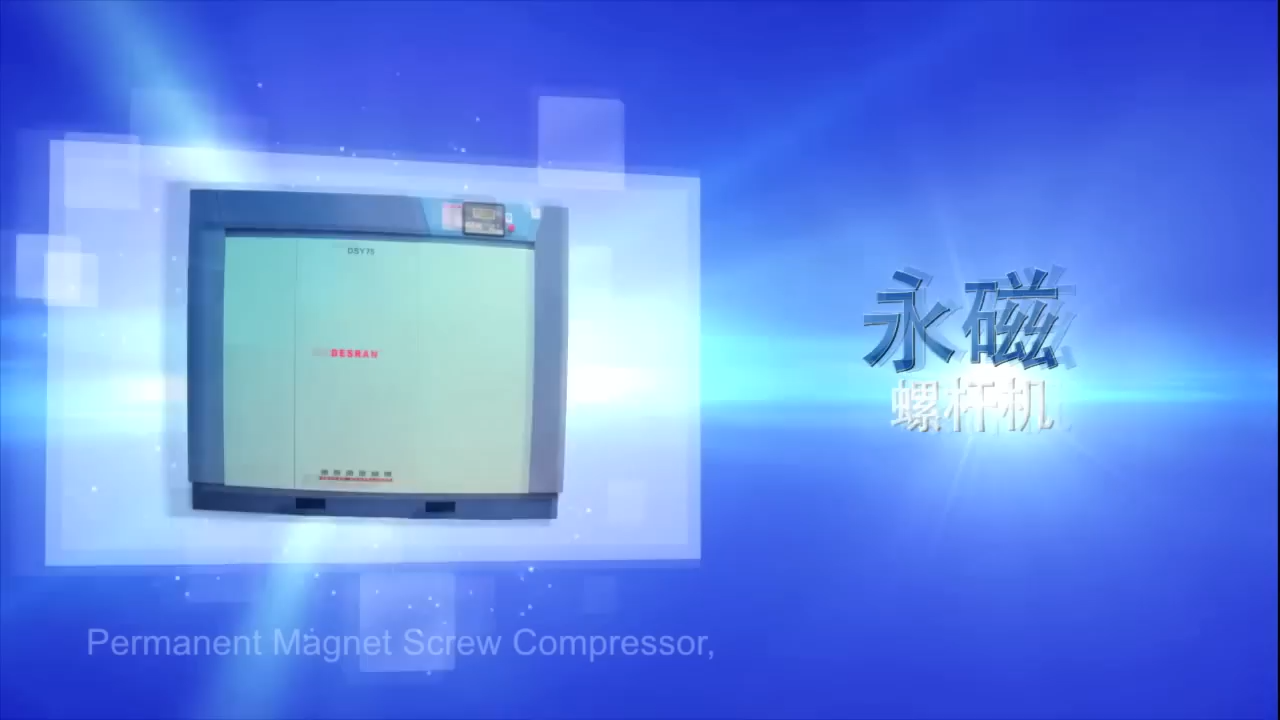 DSY75
DESRAN
永磁
螺杆机
Permanent Magnet Screw Compressor,